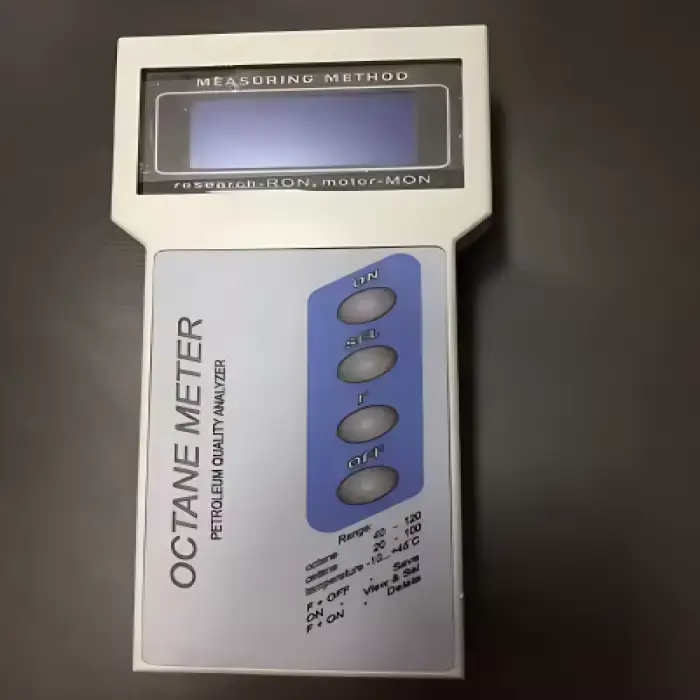 MEASURING METHOD
research-RON, motor-MON
OCTANE METER
PETROLEUM QUALITY ANALYZER
ON
SEL
F
OFF
Range:
octane 40 - 120
cetane 20 - 100
temperature -10...+45°C
F + OFF - Save
ON - View & Sel
F + ON - Delete